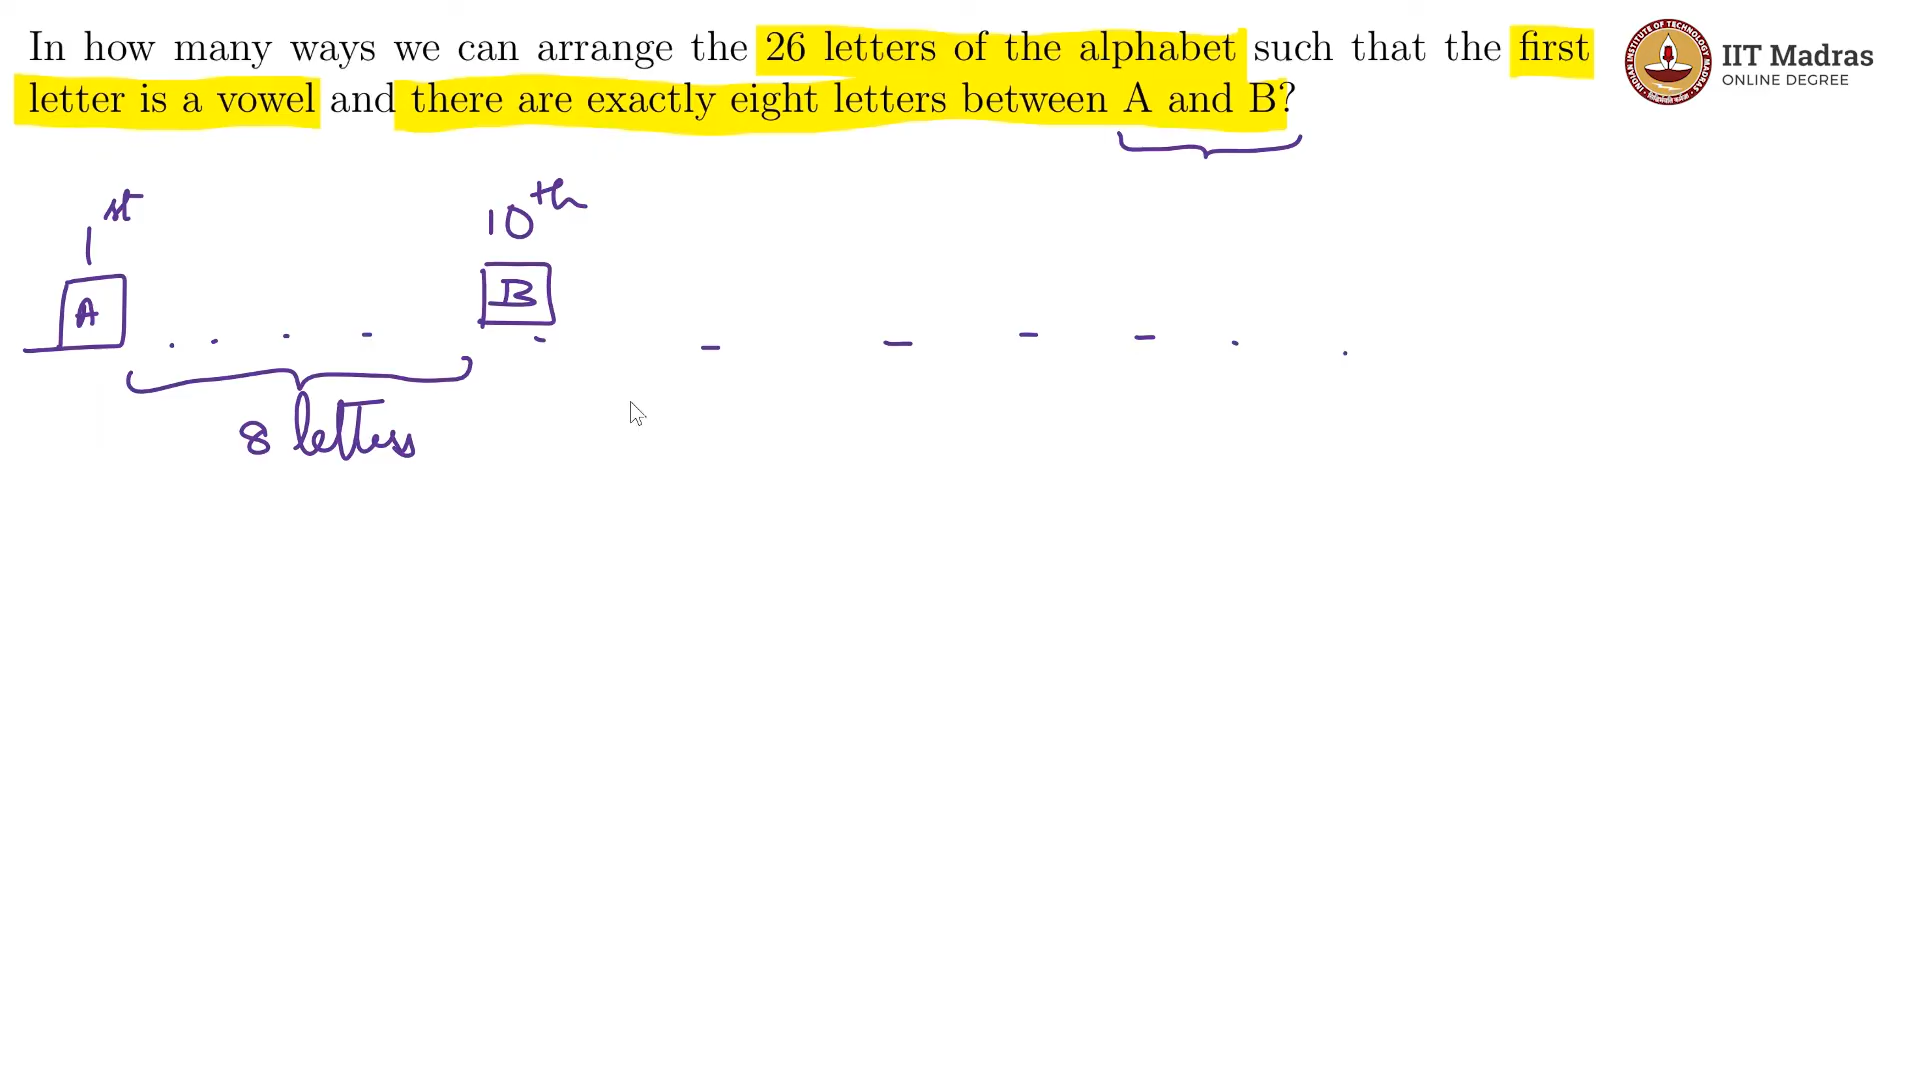 In how many ways we can arrange the 26 letters of the alphabet such that the first
letter is a vowel and there are exactly eight letters between A and B?
IIT Madras
ONLINE DEGREE
1st
10th
A
B
8 letters